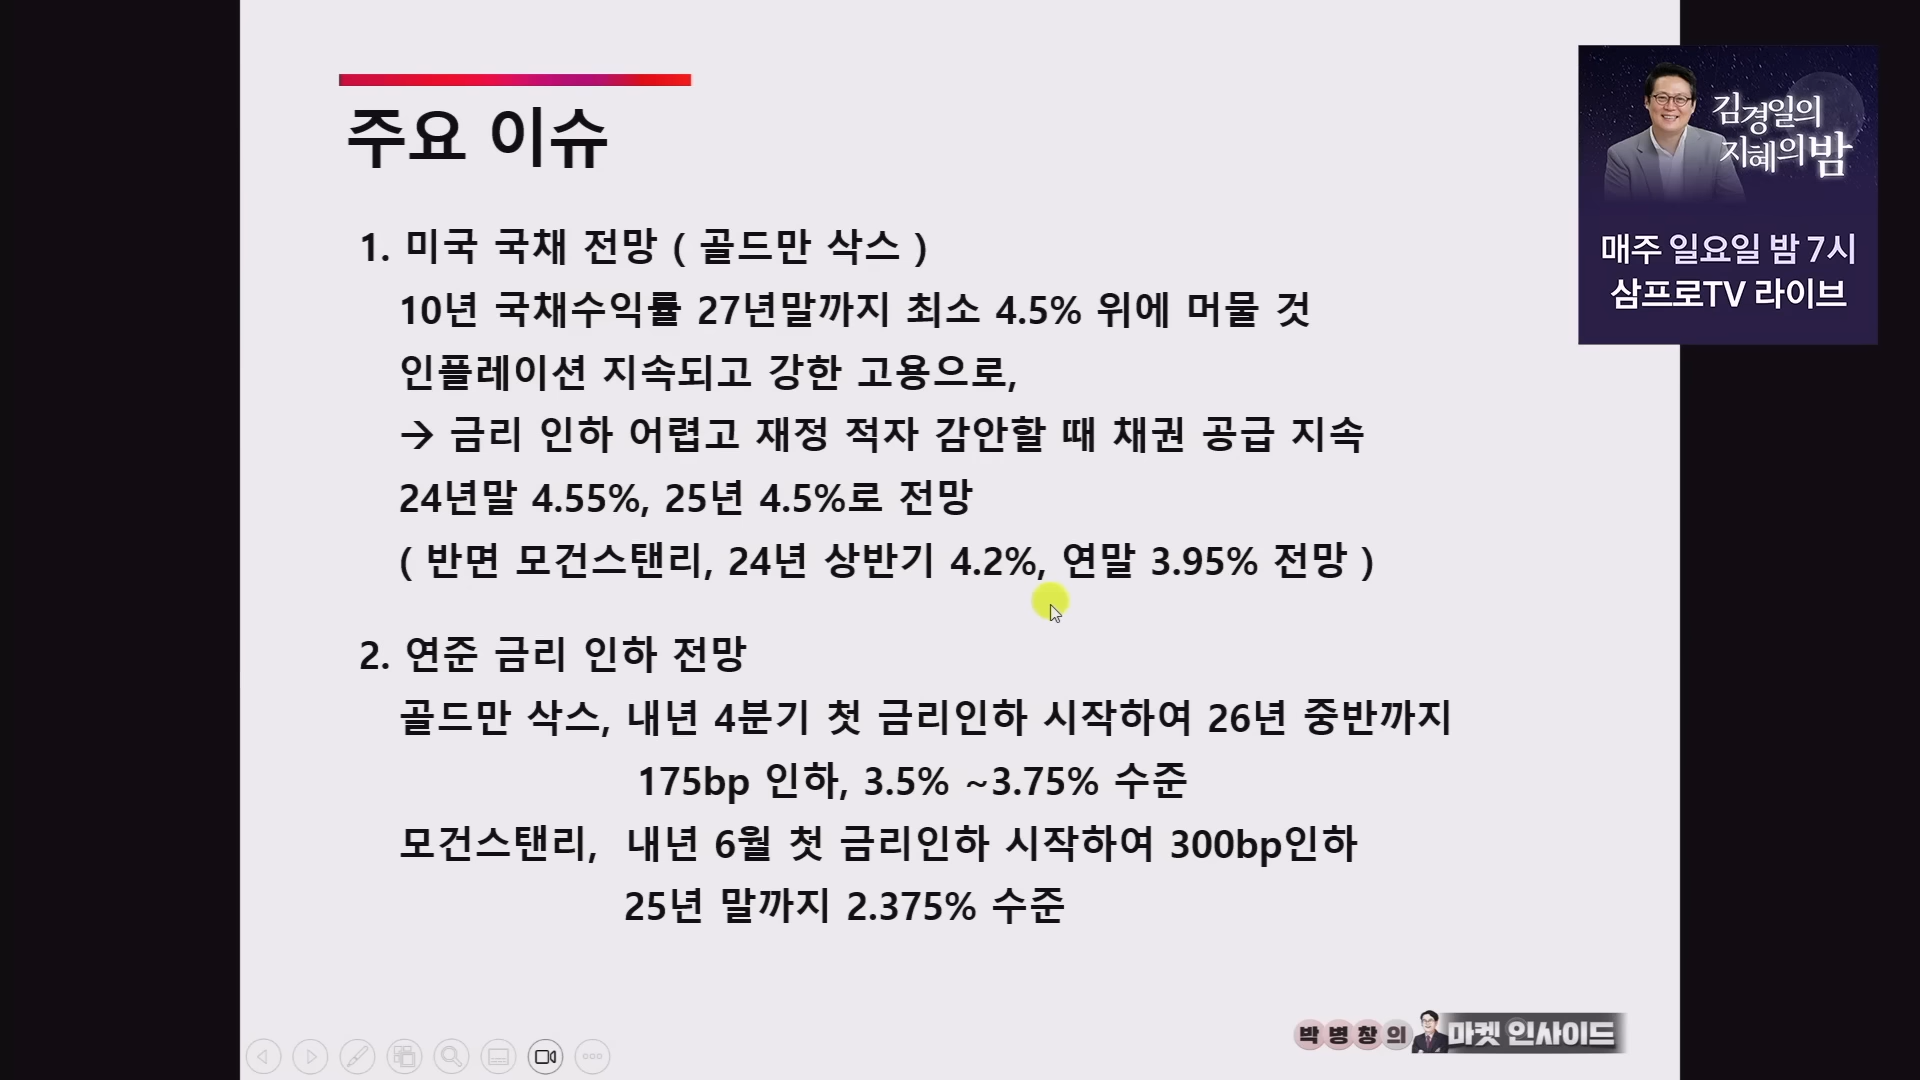 주요 이슈
1. 미국 국채 전망 ( 골드만 삭스 )
10년 국채수익률 27년말까지 최소 4.5% 위에 머물 것
인플레이션 지속되고 강한 고용으로,
→ 금리 인하 어렵고 재정 적자 감안할 때 채권 공급 지속
24년말 4.55%, 25년 4.5%로 전망
( 반면 모건스탠리, 24년 상반기 4.2%, 연말 3.95% 전망 )
2. 연준 금리 인하 전망
골드만 삭스, 내년 4분기 첫 금리인하 시작하여 26년 중반까지
175bp 인하, 3.5% ~3.75% 수준
모건스탠리, 내년 6월 첫 금리인하 시작하여 300bp인하
25년 말까지 2.375% 수준
김경일의
지혜의 밤
매주 일요일 밤 7시
삼프로TV 라이브
박병창의 마켓 인사이드